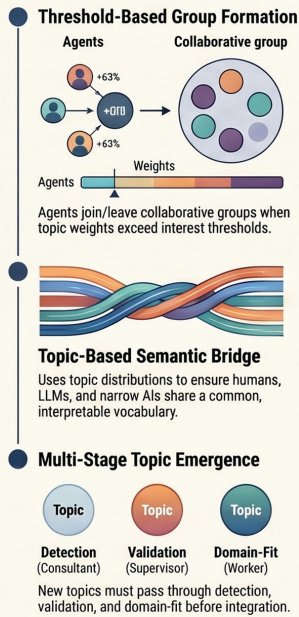 Threshold-Based Group Formation
Agents
Collaborative group
+63%
+63%
Weights
Agents
Agents join/leave collaborative groups when
topic weights exceed interest thresholds.
Topic-Based Semantic Bridge
Uses topic distributions to ensure humans,
LLMs, and narrow AIs share a common,
interpretable vocabulary.
Multi-Stage Topic Emergence
Topic
Topic
Topic
Detection
(Consultant)
Validation
(Supervisor)
Domain-Fit
(Worker)
New topics must pass through detection,
validation, and domain-fit before integration.